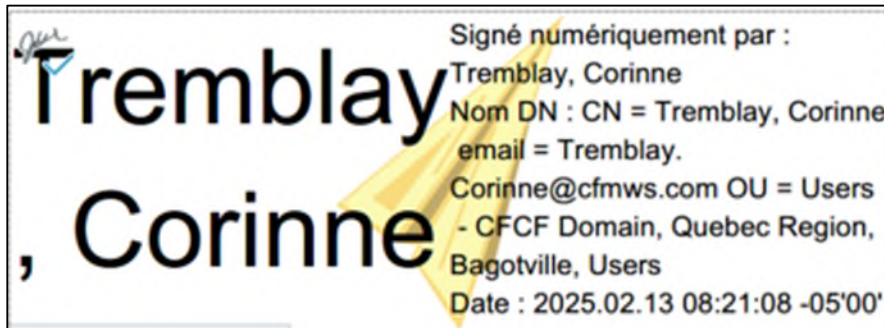 Tremblay
, Corinne
Signé numériquement par :
Tremblay, Corinne
Nom DN : CN = Tremblay, Corinne
email = Tremblay.
Corinne@cfmws.com OU = Users
- CFCF Domain, Quebec Region,
Bagotville, Users
Date : 2025.02.13 08:21:08 -05'00'